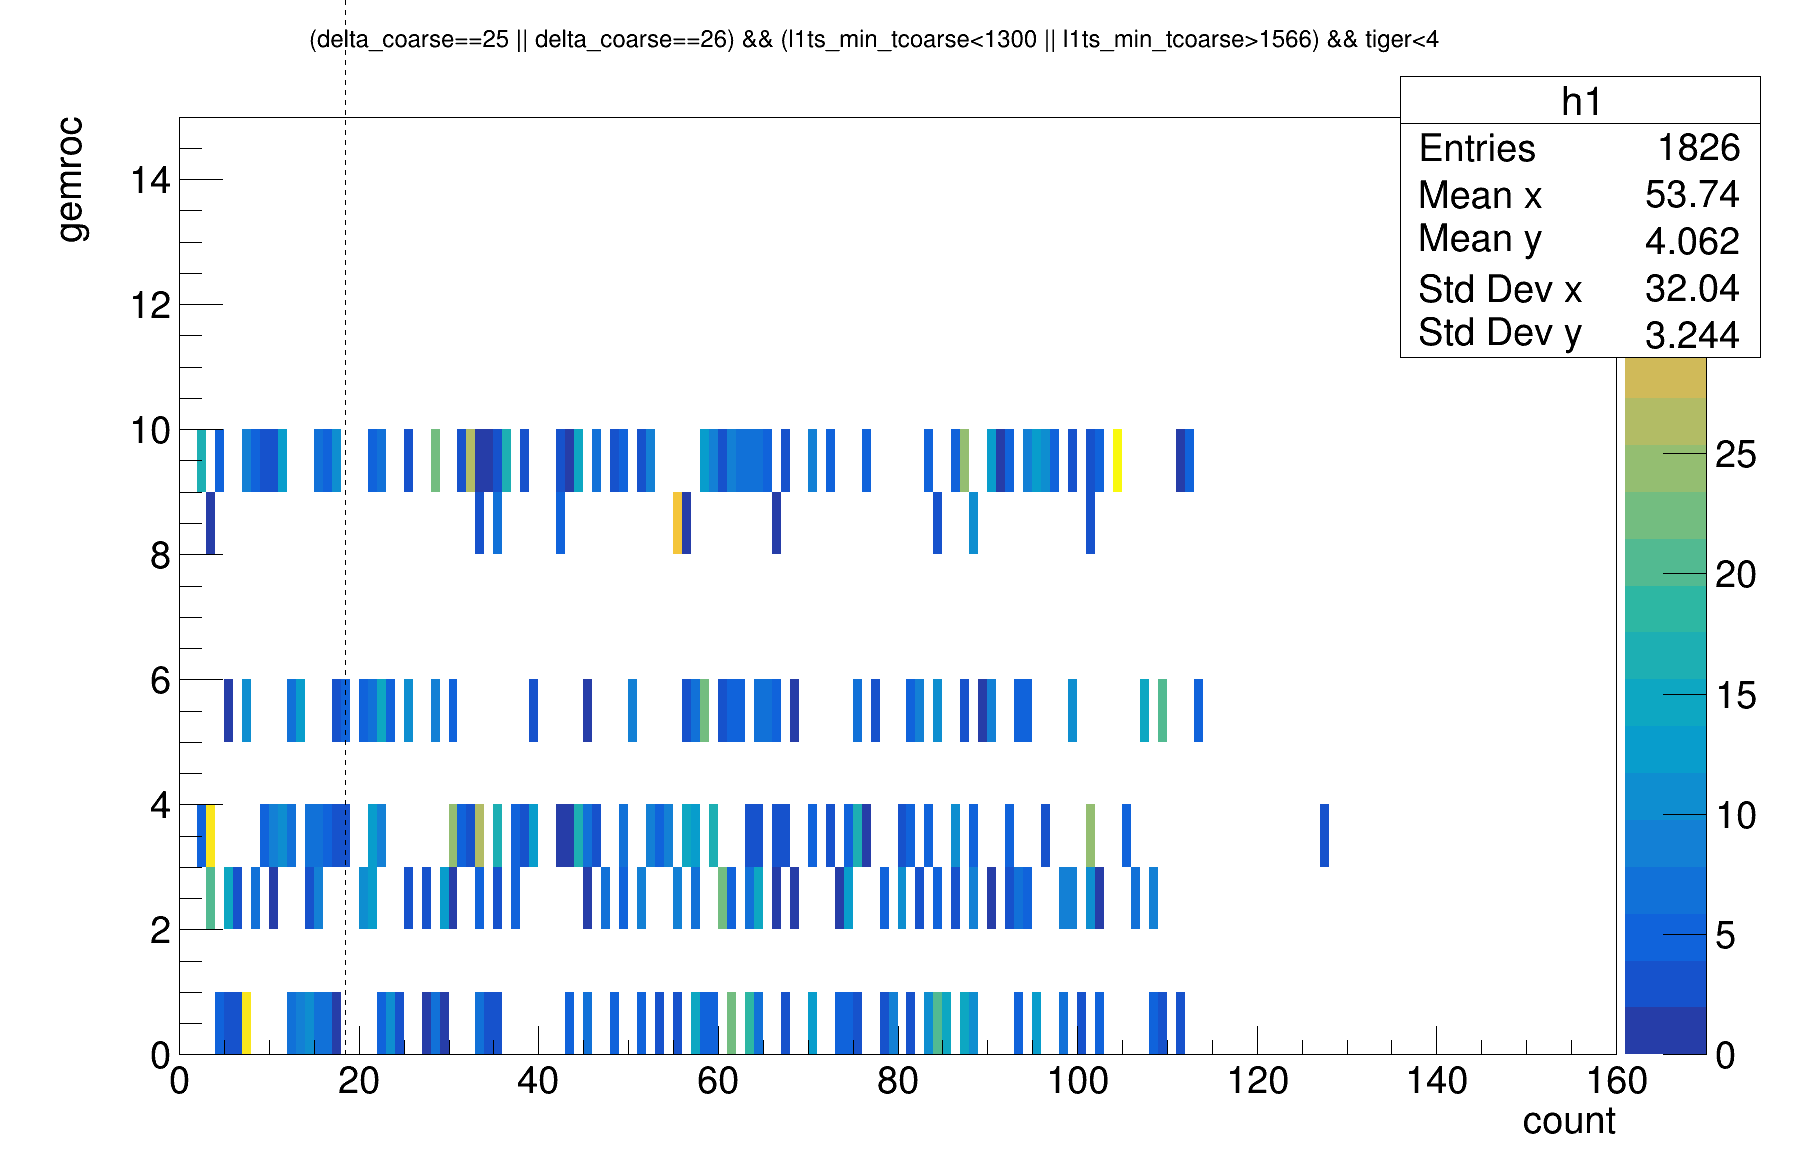 (delta_coarse==25 || delta_coarse==26) && (l1ts_min_tcoarse<1300 || l1ts_min_tcoarse>1566) && tiger<4
h1
Entries 1826
Mean x 53.74
Mean y 4.062
Std Dev x 32.04
Std Dev y 3.244
gemroc
14
12
10
8
6
4
2
0
25
20
15
10
5
0
0 20 40 60 80 100 120 140 160
count